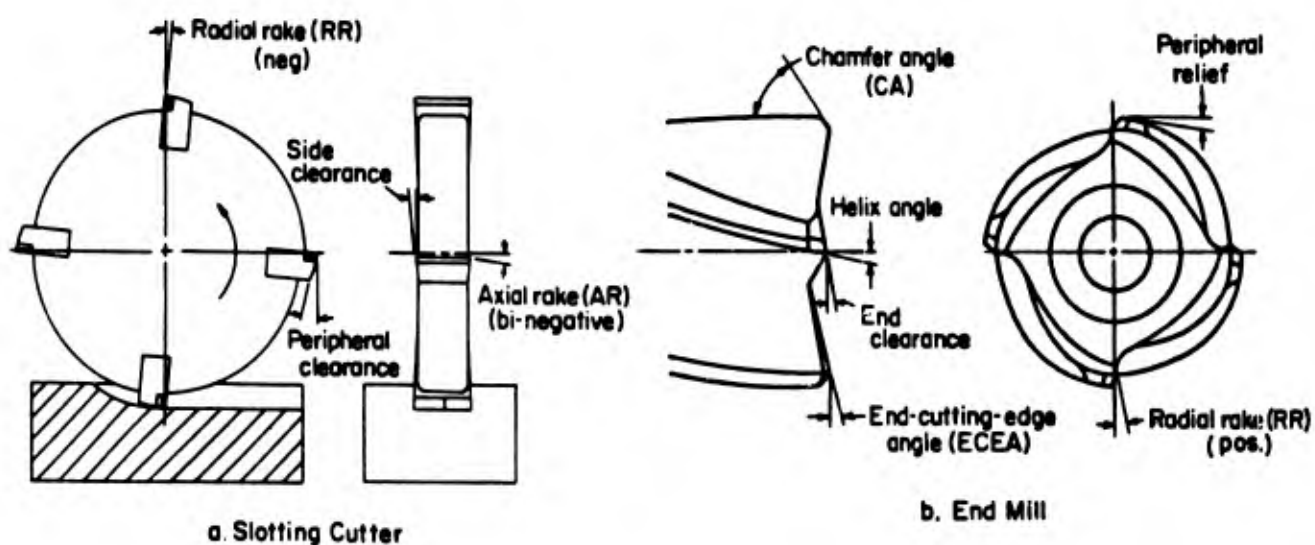 Radial rake (RR)
(neg)
Side
clearance
Axial rake (AR)
(bi-negative)
Peripheral
clearance
a. Slotting Cutter
Chamfer angle
(CA)
Peripheral
relief
Helix angle
End
clearance
End-cutting-edge
angle (ECEA)
Radial rake (RR)
(pos.)
b. End Mill